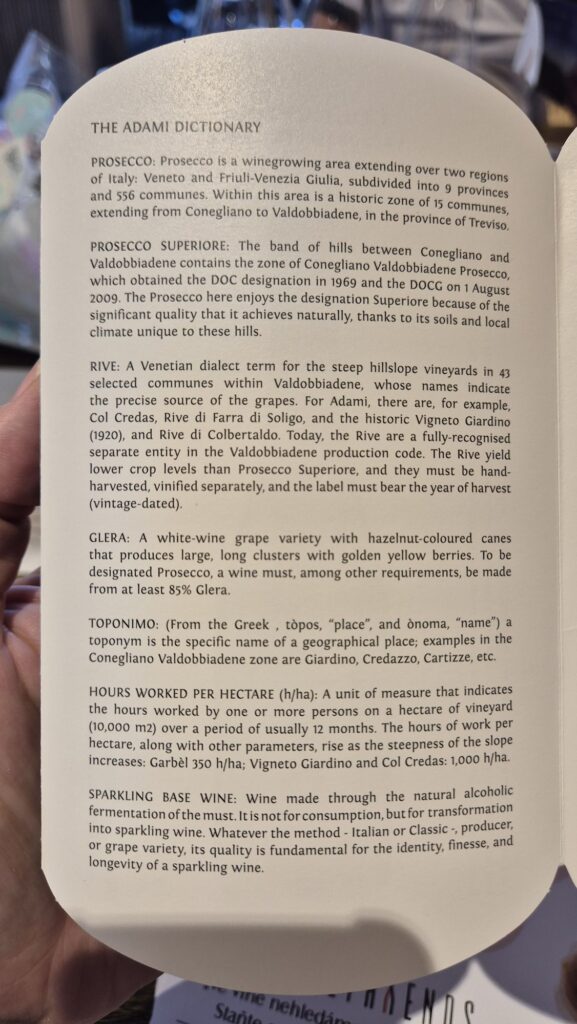 THE ADAMI DICTIONARY
PROSECCO: Prosecco is a winegrowing area extending over two regions
of Italy: Veneto and Friuli-Venezia Giulia, subdivided into 9 provinces
and 556 communes. Within this area is a historic zone of 15 communes,
extending from Conegliano to Valdobbiadene, in the province of Treviso.
PROSECCO SUPERIORE: The band of hills between Conegliano and
Valdobbiadene contains the zone of Conegliano Valdobbiadene Prosecco,
which obtained the DOC designation in 1969 and the DOCG on 1 August
2009. The Prosecco here enjoys the designation Superiore because of the
significant quality that it achieves naturally, thanks to its soils and local
climate unique to these hills.
RIVE: A Venetian dialect term for the steep hillslope vineyards in 43
selected communes within Valdobbiadene, whose names indicate
the precise source of the grapes. For Adami, there are, for example,
Col Credas, Rive di Farra di Soligo, and the historic Vigneto Giardino
(1920), and Rive di Colbertaldo. Today, the Rive are a fully-recognised
separate entity in the Valdobbiadene production code. The Rive yield
lower crop levels than Prosecco Superiore, and they must be hand-
harvested, vinified separately, and the label must bear the year of harvest
(vintage-dated).
GLERA: A white-wine grape variety with hazelnut-coloured canes
that produces large, long clusters with golden yellow berries. To be
designated Prosecco, a wine must, among other requirements, be made
from at least 85% Glera.
TOPONIMO: (From the Greek , tòpos, “place”, and ònoma, “name”) a
toponym is the specific name of a geographical place; examples in the
Conegliano Valdobbiadene zone are Giardino, Credazzo, Cartizze, etc.
HOURS WORKED PER HECTARE (h/ha): A unit of measure that indicates
the hours worked by one or more persons on a hectare of vineyard
(10,000 m2) over a period of usually 12 months. The hours of work per
hectare, along with other parameters, rise as the steepness of the slope
increases: Garbèl 350 h/ha; Vigneto Giardino and Col Credas: 1,000 h/ha.
SPARKLING BASE WINE: Wine made through the natural alcoholic
fermentation of the must. It is not for consumption, but for transformation
into sparkling wine. Whatever the method - Italian or Classic -, producer,
or grape variety, its quality is fundamental for the identity, finesse, and
longevity of a sparkling wine.
víně nehledám
Staňte